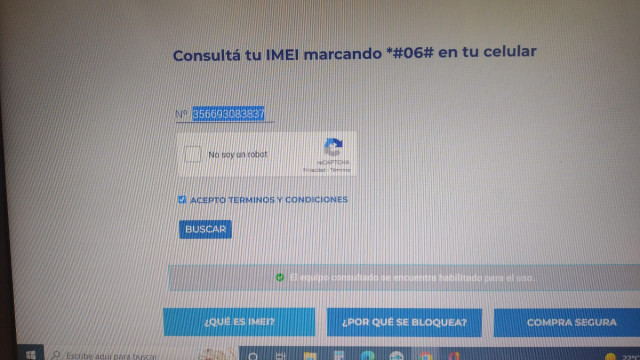 Consultá tu IMEI marcando *#06# en tu celular
Nº 356693083837
No soy un robot
reCAPTCHA
Privacidad - Términos
ACEPTO TERMINOS Y CONDICIONES
BUSCAR
El equipo consultado se encuentra habilitado para el uso.
¿QUÉ ES IMEI?
¿POR QUÉ SE BLOQUEA?
COMPRA SEGURA
Escribe aquí para buscar